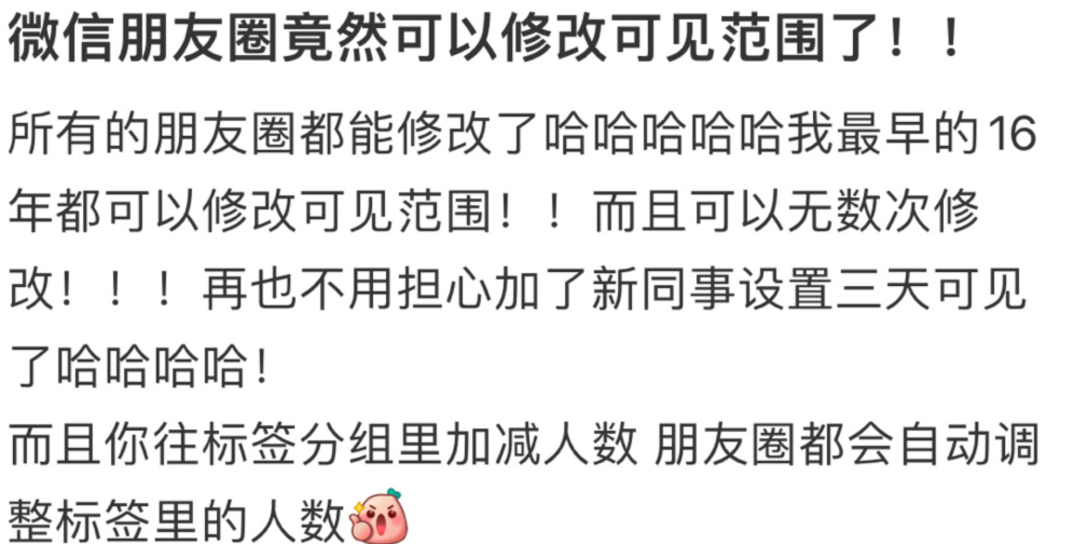 微信朋友圈竟然可以修改可见范围了！！
所有的朋友圈都能修改了哈哈哈哈哈我最早的16
年都可以修改可见范围！！而且可以无数次修
改！！！再也不用担心加了新同事设置三天可见
了哈哈哈哈！
而且你往标签分组里加减人数 朋友圈都会自动调
整标签里的人数